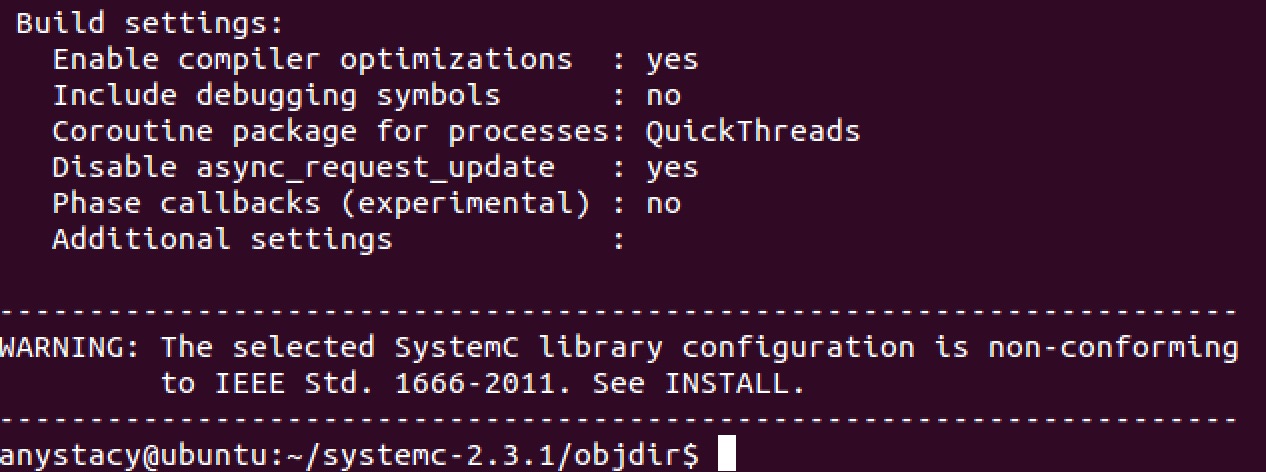 Build settings:
Enable compiler optimizations : yes
Include debugging symbols : no
Coroutine package for processes: QuickThreads
Disable async_request_update : yes
Phase callbacks (experimental) : no
Additional settings :
---------------------------------------------------------------------
WARNING: The selected SystemC library configuration is non-conforming
to IEEE Std. 1666-2011. See INSTALL.
---------------------------------------------------------------------
anystacy@ubuntu:~/systemc-2.3.1/objdir$